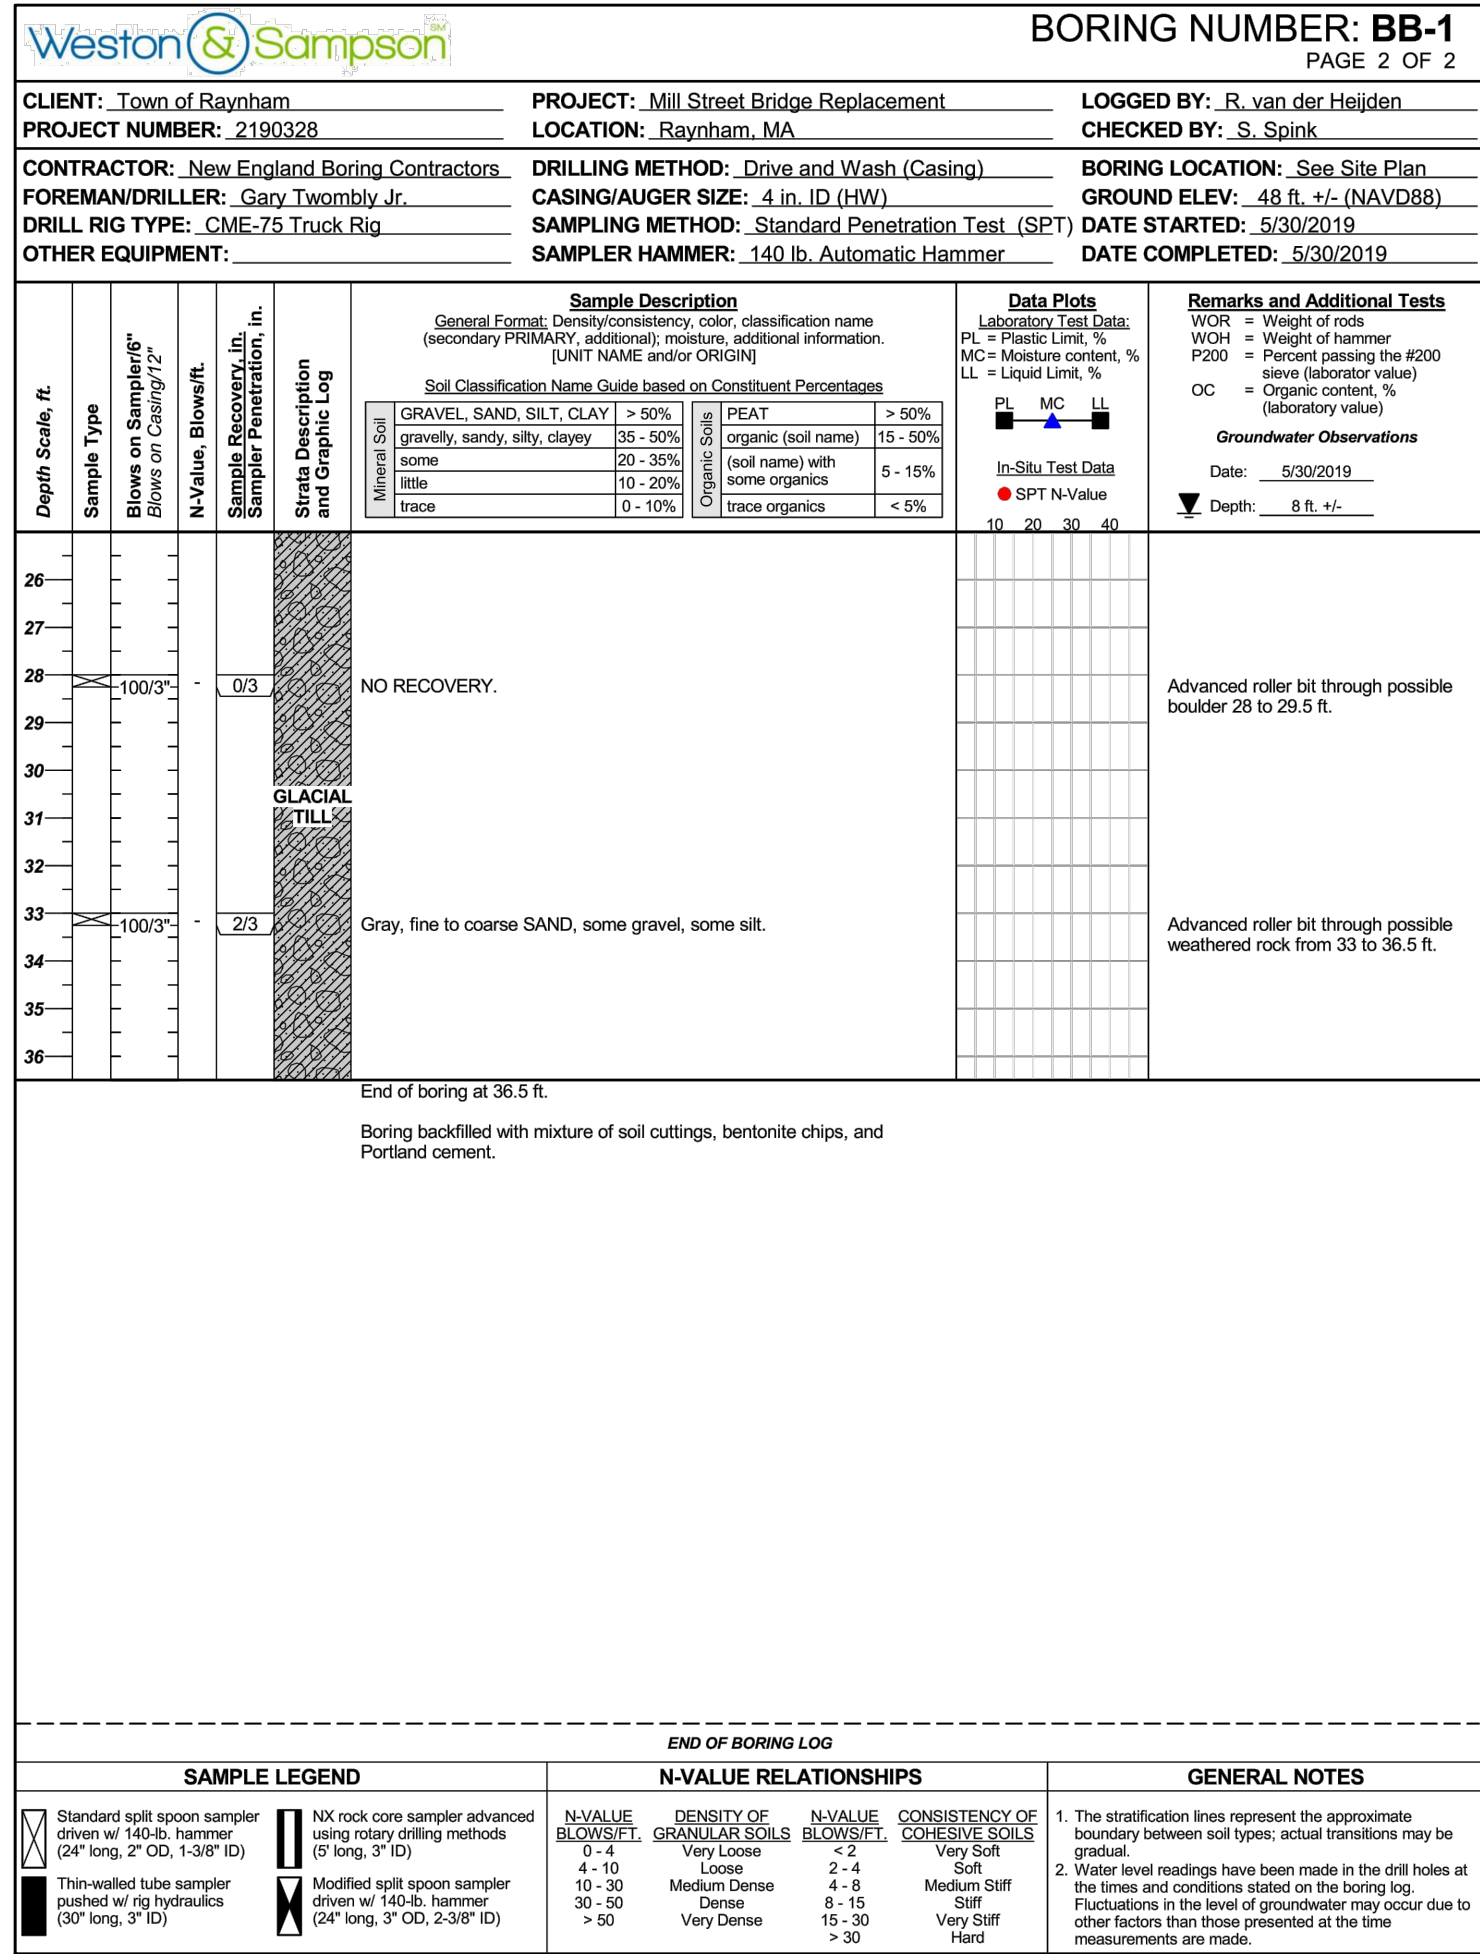 Weston & Sampson SM
BORING NUMBER: BB-1
PAGE 2 OF 2
CLIENT: Town of Raynham
PROJECT: Mill Street Bridge Replacement
LOGGED BY: R. van der Heijden
PROJECT NUMBER: 2190328
LOCATION: Raynham, MA
CHECKED BY: S. Spink
CONTRACTOR: New England Boring Contractors
DRILLING METHOD: Drive and Wash (Casing)
BORING LOCATION: See Site Plan
FOREMAN/DRILLER: Gary Twombly Jr.
CASING/AUGER SIZE: 4 in. ID (HW)
GROUND ELEV: 48 ft. +/- (NAVD88)
DRILL RIG TYPE: CME-75 Truck Rig
SAMPLING METHOD: Standard Penetration Test (SPT)
DATE STARTED: 5/30/2019
OTHER EQUIPMENT:
SAMPLER HAMMER: 140 lb. Automatic Hammer
DATE COMPLETED: 5/30/2019
Depth Scale, ft.
Sample Type
Blows on Sampler/6"
Blows on Casing/12"
N-Value, Blows/ft.
Sample Recovery, in.
Sampler Penetration, in.
Strata Description
and Graphic Log
Sample Description
General Format: Density/consistency, color, classification name
(secondary PRIMARY, additional); moisture, additional information.
[UNIT NAME and/or ORIGIN]
Soil Classification Name Guide based on Constituent Percentages
Mineral Soil
GRAVEL, SAND, SILT, CLAY > 50%
gravelly, sandy, silty, clayey 35 - 50%
some 20 - 35%
little 10 - 20%
trace 0 - 10%
Organic Soils
PEAT > 50%
organic (soil name) 15 - 50%
(soil name) with
some organics 5 - 15%
trace organics < 5%
Data Plots
Laboratory Test Data:
PL = Plastic Limit, %
MC = Moisture content, %
LL = Liquid Limit, %
PL MC LL
In-Situ Test Data
SPT N-Value
10 20 30 40
Remarks and Additional Tests
WOR = Weight of rods
WOH = Weight of hammer
P200 = Percent passing the #200
sieve (laborator value)
OC = Organic content, %
(laboratory value)
Groundwater Observations
Date: 5/30/2019
Depth: 8 ft. +/-
26
27
28
100/3" - 0/3 NO RECOVERY.
Advanced roller bit through possible
boulder 28 to 29.5 ft.
29
30
GLACIAL
TILL
31
32
33
100/3" - 2/3 Gray, fine to coarse SAND, some gravel, some silt.
Advanced roller bit through possible
weathered rock from 33 to 36.5 ft.
34
35
36
End of boring at 36.5 ft.
Boring backfilled with mixture of soil cuttings, bentonite chips, and
Portland cement.
END OF BORING LOG
SAMPLE LEGEND
Standard split spoon sampler
driven w/ 140-lb. hammer
(24" long, 2" OD, 1-3/8" ID)
NX rock core sampler advanced
using rotary drilling methods
(5' long, 3" ID)
Thin-walled tube sampler
pushed w/ rig hydraulics
(30" long, 3" ID)
Modified split spoon sampler
driven w/ 140-lb. hammer
(24" long, 3" OD, 2-3/8" ID)
N-VALUE RELATIONSHIPS
N-VALUE DENSITY OF N-VALUE CONSISTENCY OF
BLOWS/FT. GRANULAR SOILS BLOWS/FT. COHESIVE SOILS
0 - 4 Very Loose < 2 Very Soft
4 - 10 Loose 2 - 4 Soft
10 - 30 Medium Dense 4 - 8 Medium Stiff
30 - 50 Dense 8 - 15 Stiff
> 50 Very Dense 15 - 30 Very Stiff
> 30 Hard
GENERAL NOTES
1. The stratification lines represent the approximate
boundary between soil types; actual transitions may be
gradual.
2. Water level readings have been made in the drill holes at
the times and conditions stated on the boring log.
Fluctuations in the level of groundwater may occur due to
other factors than those presented at the time
measurements are made.